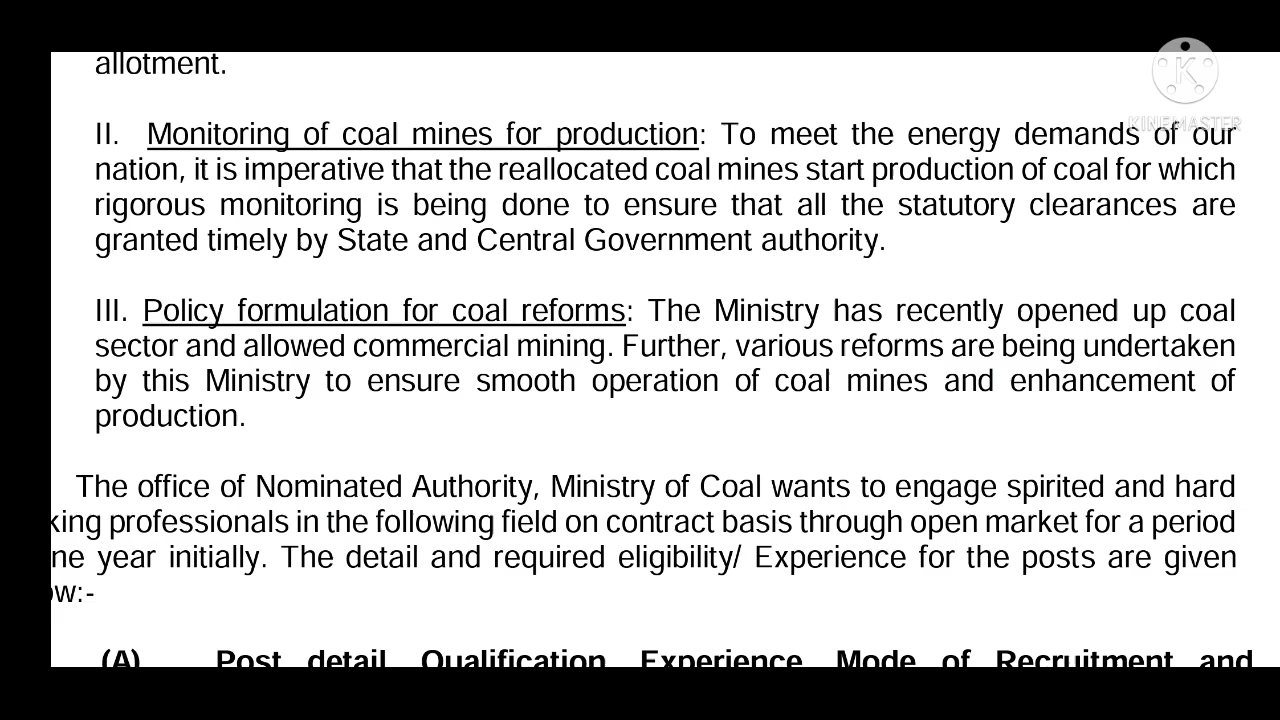 allotment.
II. Monitoring of coal mines for production: To meet the energy demands of our
nation, it is imperative that the reallocated coal mines start production of coal for which
rigorous monitoring is being done to ensure that all the statutory clearances are
granted timely by State and Central Government authority.
III. Policy formulation for coal reforms: The Ministry has recently opened up coal
sector and allowed commercial mining. Further, various reforms are being undertaken
by this Ministry to ensure smooth operation of coal mines and enhancement of
production.
The office of Nominated Authority, Ministry of Coal wants to engage spirited and hard
king professionals in the following field on contract basis through open market for a period
ne year initially. The detail and required eligibility/ Experience for the posts are given
ow:-
(A) Post detail, Qualification, Experience, Mode of Recruitment and
K
KINEMASTER